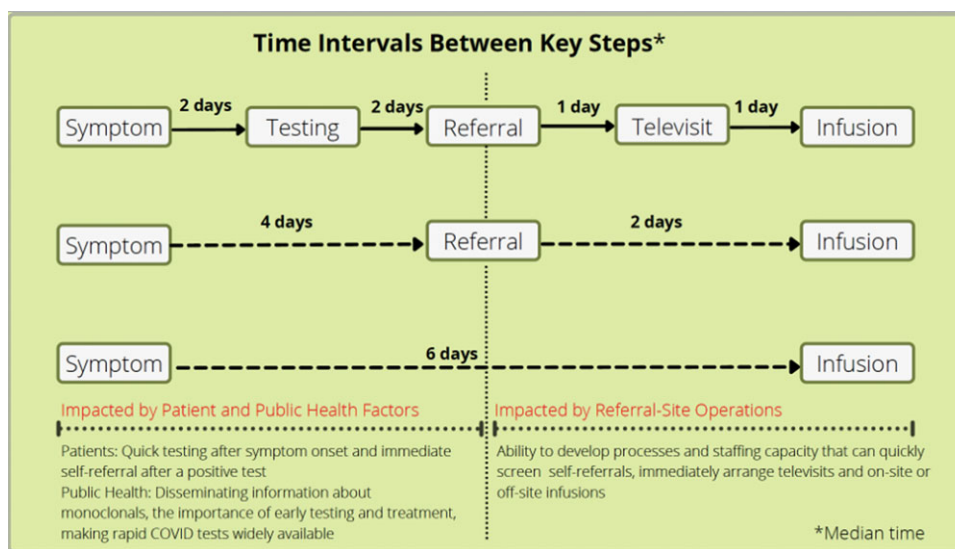 Time Intervals Between Key Steps*
2 days
2 days
1 day
1 day
Symptom
Testing
Referral
Televisit
Infusion
4 days
2 days
Symptom
Referral
Infusion
6 days
Symptom
Infusion
Impacted by Patient and Public Health Factors
Patients: Quick testing after symptom onset and immediate
self-referral after a positive test
Public Health: Disseminating information about
monoclonals, the importance of early testing and treatment,
making rapid COVID tests widely available
Impacted by Referral-Site Operations
Ability to develop processes and staffing capacity that can quickly
screen self-referrals, immediately arrange televisits and on-site or
off-site infusions
*Median time